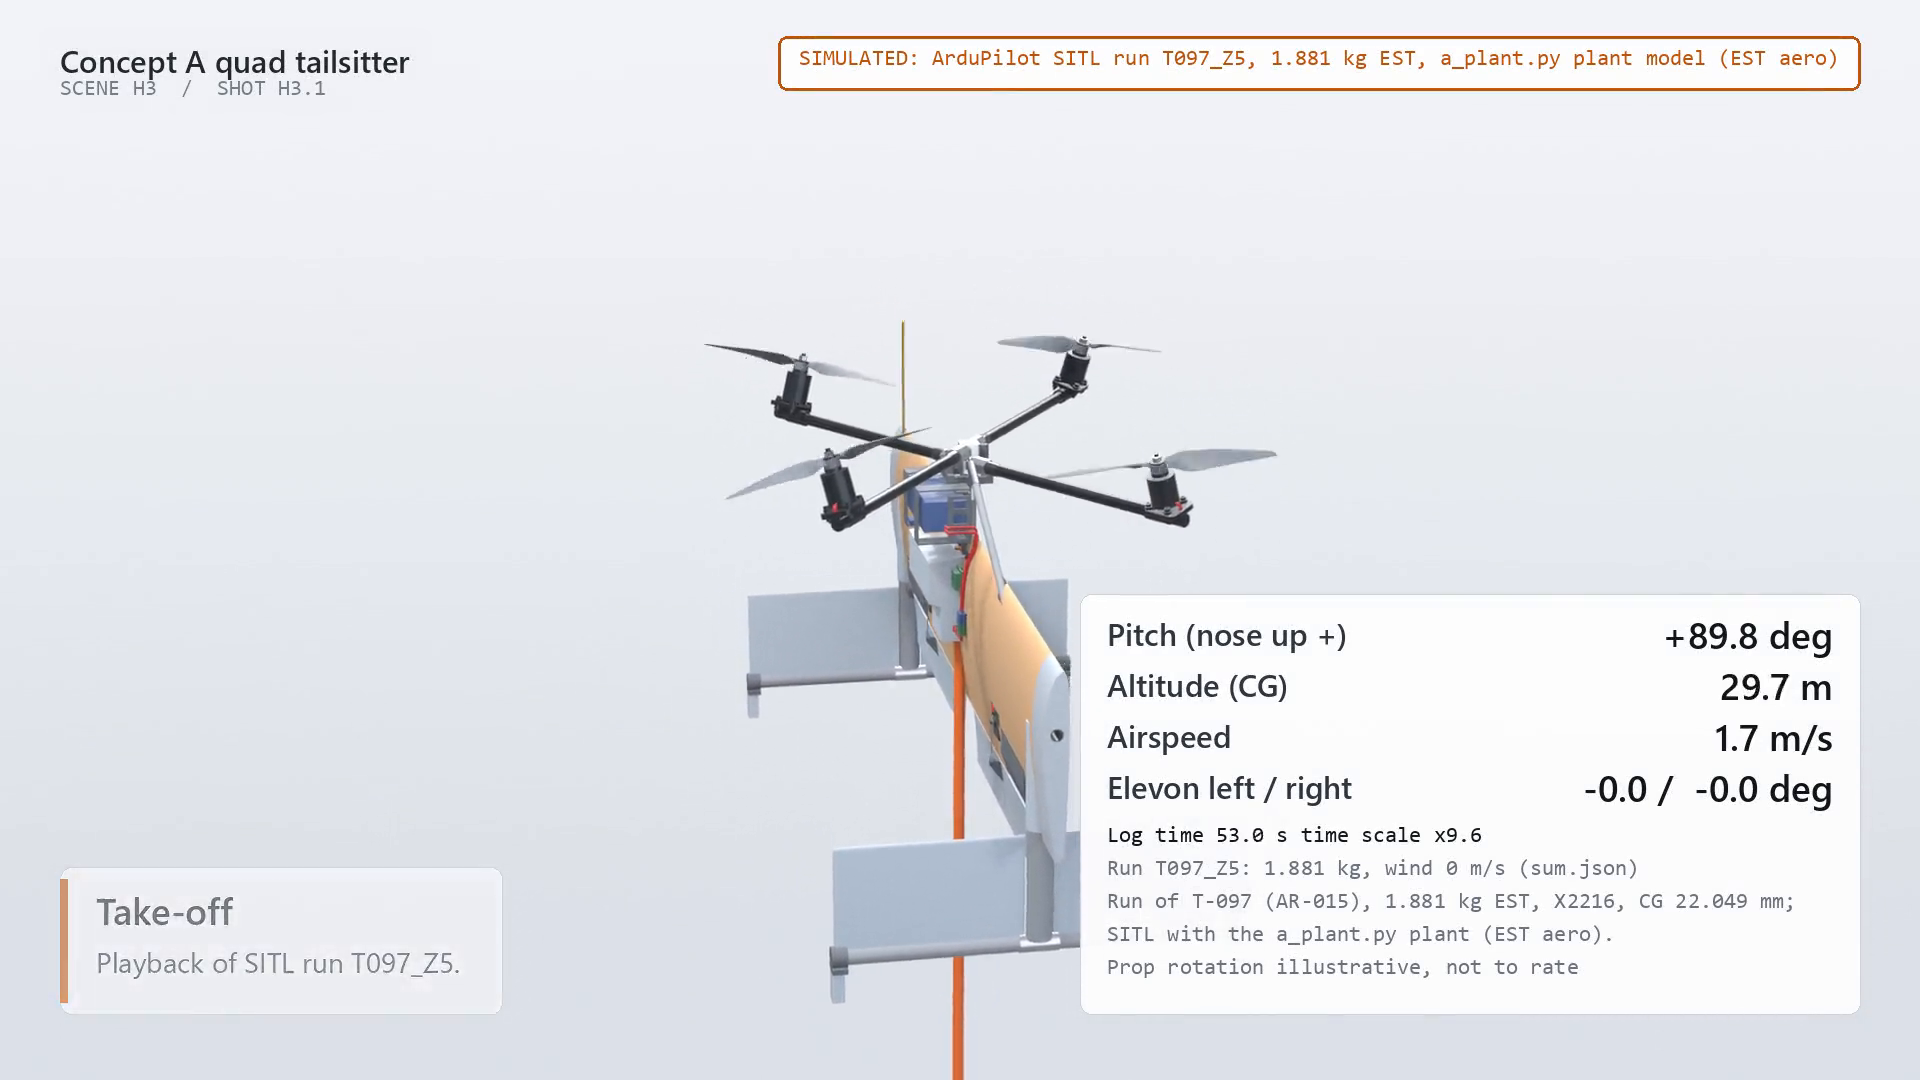 Concept A quad tailsitter
SCENE H3 / SHOT H3.1
SIMULATED: ArduPilot SITL run T097_Z5, 1.881 kg EST, a_plant.py plant model (EST aero)
Pitch (nose up +) +89.8 deg
Altitude (CG) 29.7 m
Airspeed 1.7 m/s
Elevon left / right -0.0 / -0.0 deg
Log time 53.0 s time scale x9.6
Run T097_Z5: 1.881 kg, wind 0 m/s (sum.json)
Run of T-097 (AR-015), 1.881 kg EST, X2216, CG 22.049 mm;
SITL with the a_plant.py plant (EST aero).
Prop rotation illustrative, not to rate
Take-off
Playback of SITL run T097_Z5.